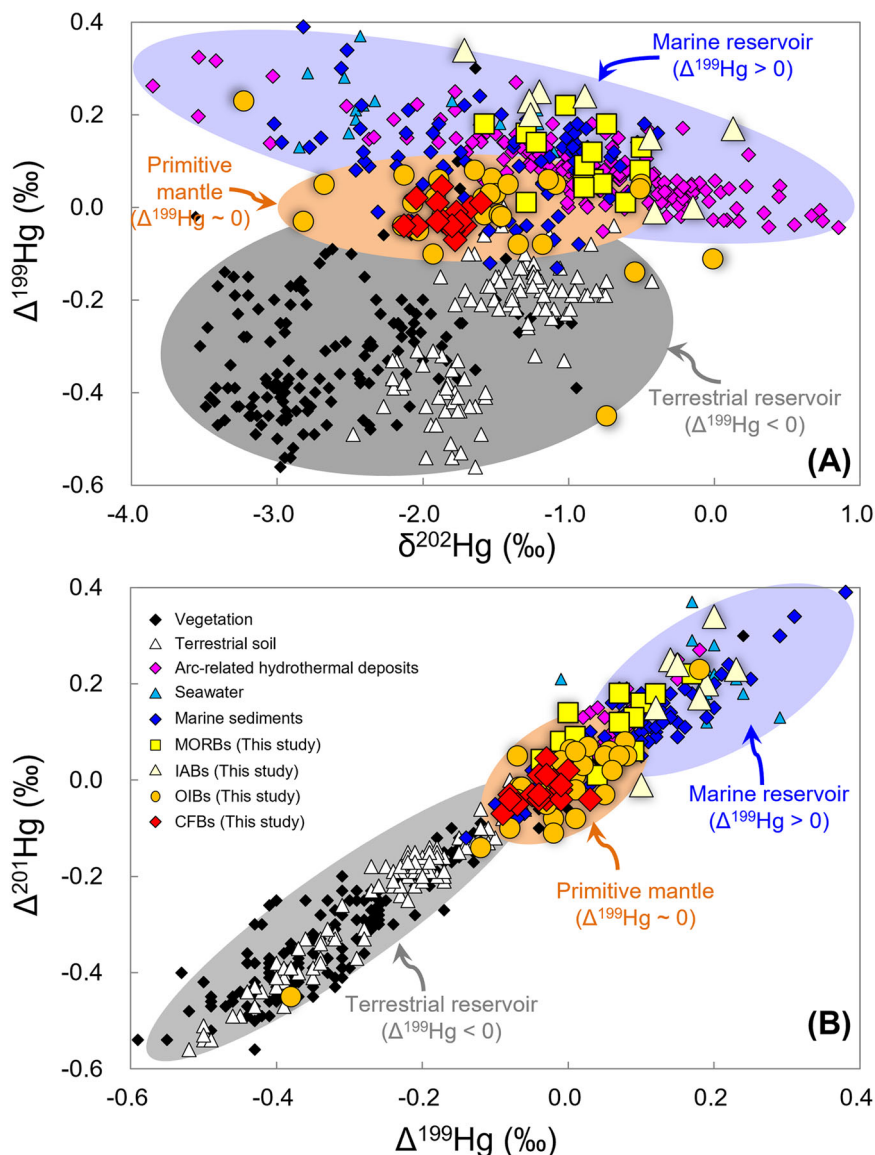 0.4
Marine reservoir
(Δ¹⁹⁹Hg > 0)
0.2
Primitive
mantle
(Δ¹⁹⁹Hg ~ 0)
0.0
Δ¹⁹⁹Hg (‰)
-0.2
-0.4
Terrestrial reservoir
(Δ¹⁹⁹Hg < 0)
(A)
-0.6
-4.0 -3.0 -2.0 -1.0 0.0 1.0
δ²⁰²Hg (‰)
0.4
Vegetation
Terrestrial soil
Arc-related hydrothermal deposits
Seawater
Marine sediments
MORBs (This study)
IABs (This study)
OIBs (This study)
CFBs (This study)
0.2
0.0
Δ²⁰¹Hg (‰)
-0.2
-0.4
-0.6
Marine reservoir
(Δ¹⁹⁹Hg > 0)
Primitive mantle
(Δ¹⁹⁹Hg ~ 0)
Terrestrial reservoir
(Δ¹⁹⁹Hg < 0)
(B)
-0.6 -0.4 -0.2 0.0 0.2 0.4
Δ¹⁹⁹Hg (‰)